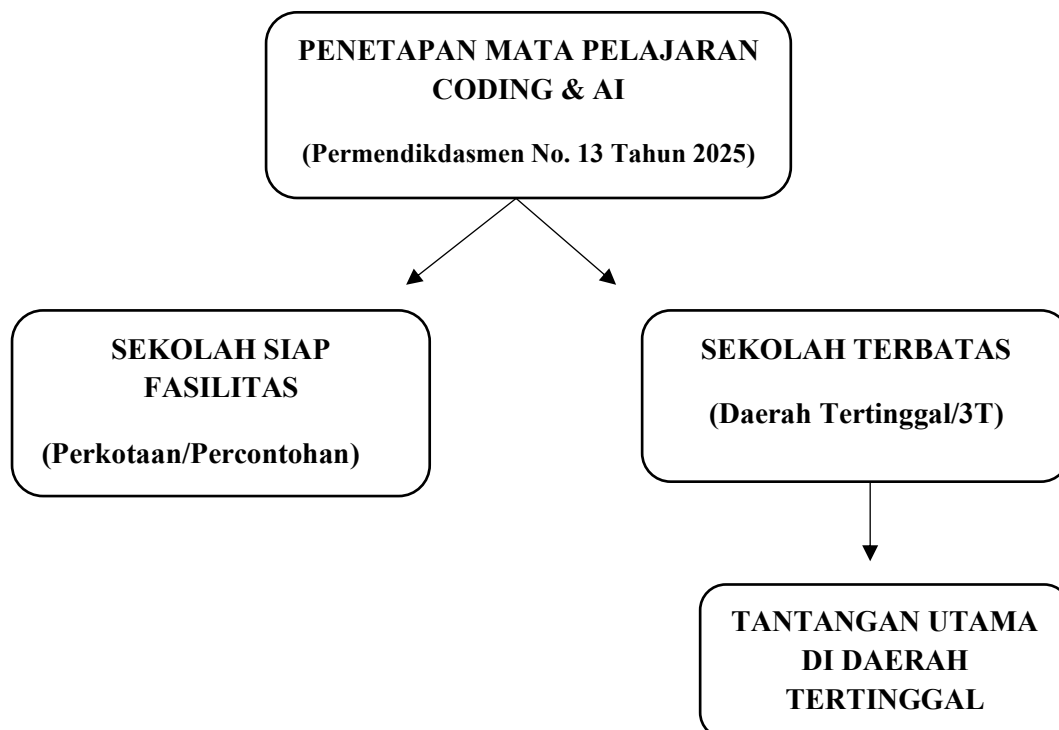 PENETAPAN MATA PELAJARAN
CODING & AI
(Permendikdasmen No. 13 Tahun 2025)
SEKOLAH SIAP
FASILITAS
(Perkotaan/Percontohan)
SEKOLAH TERBATAS
(Daerah Tertinggal/3T)
TANTANGAN UTAMA
DI DAERAH
TERTINGGAL